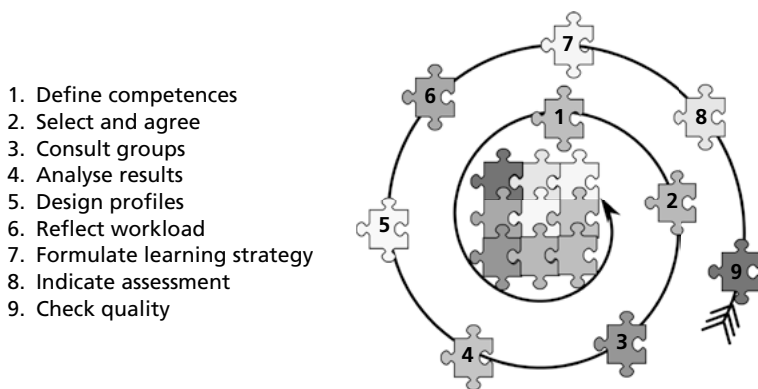 1. Define competences
2. Select and agree
3. Consult groups
4. Analyse results
5. Design profiles
6. Reflect workload
7. Formulate learning strategy
8. Indicate assessment
9. Check quality
7
6
1
8
2
5
9
3
4